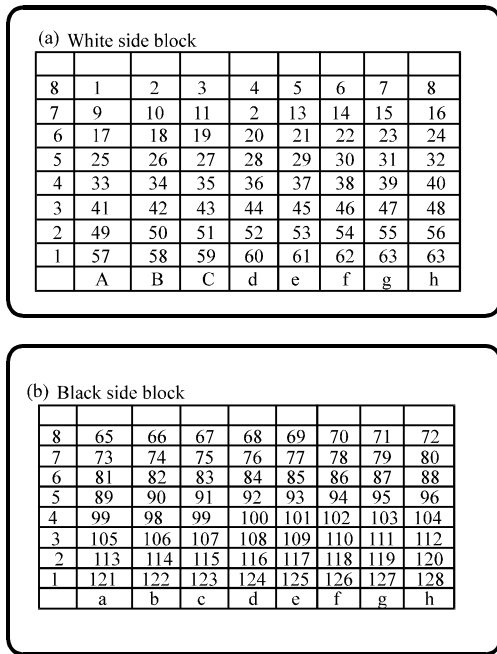 (a) White side block
8 1 2 3 4 5 6 7 8
7 9 10 11 2 13 14 15 16
6 17 18 19 20 21 22 23 24
5 25 26 27 28 29 30 31 32
4 33 34 35 36 37 38 39 40
3 41 42 43 44 45 46 47 48
2 49 50 51 52 53 54 55 56
1 57 58 59 60 61 62 63 63
A B C d e f g h
(b) Black side block
8 65 66 67 68 69 70 71 72
7 73 74 75 76 77 78 79 80
6 81 82 83 84 85 86 87 88
5 89 90 91 92 93 94 95 96
4 99 98 99 100 101 102 103 104
3 105 106 107 108 109 110 111 112
2 113 114 115 116 117 118 119 120
1 121 122 123 124 125 126 127 128
a b c d e f g h